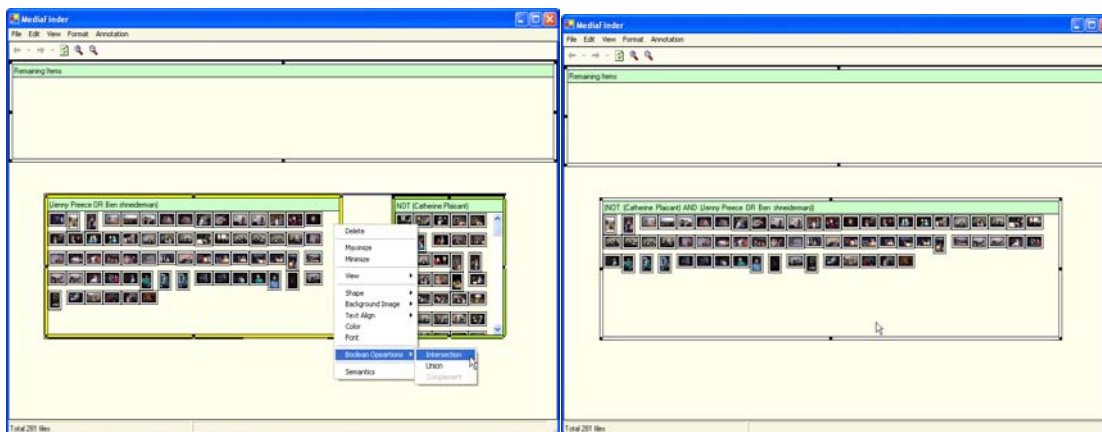 MediaFinder
File Edit View Format Annotation
Remaining Items
(Jenny Preece OR Ben shneiderman)
NOT (Catherine Plaisant)
Delete
Maximize
Minimize
View
Shape
Background Image
Text Align
Color
Font
Boolean Opeartions
Semantics
Intersection
Union
Complement
Total 281 files
MediaFinder
File Edit View Format Annotation
Remaining Items
(NOT (Catherine Plaisant) AND (Jenny Preece OR Ben shneiderman))
Total 281 files